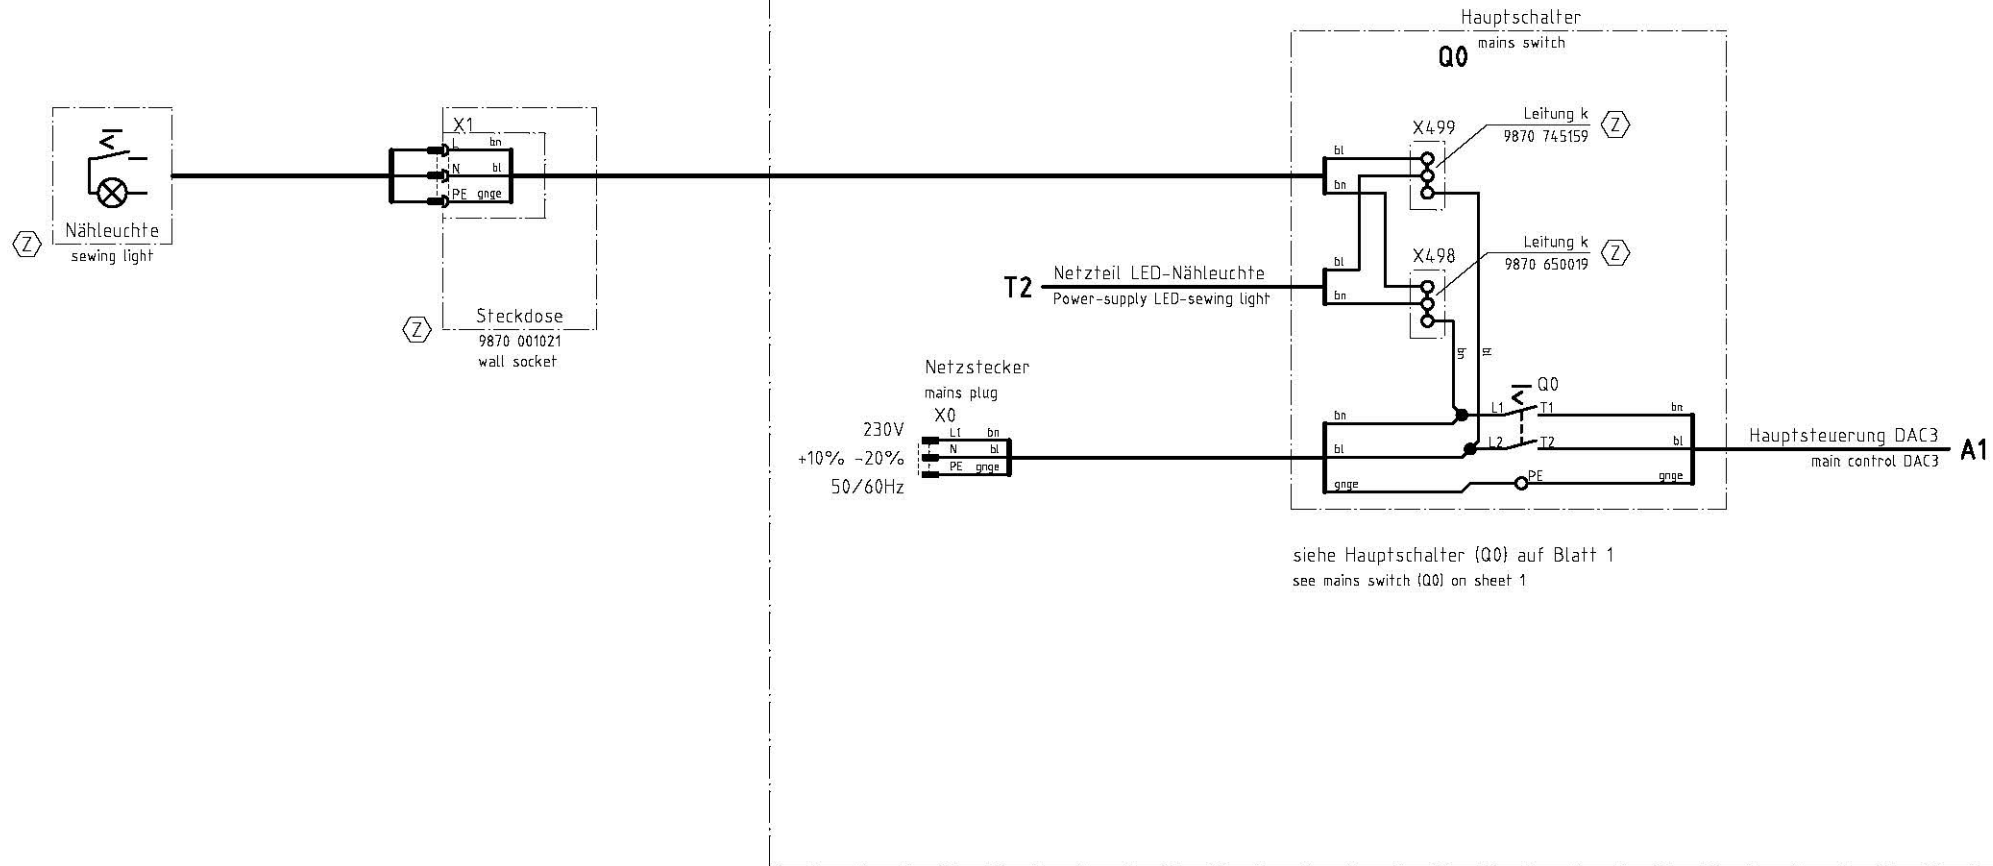 Hauptschalter
mains switch
Q0
Leitung k
9870 745159
Z
X499
bl
bn
X1
L
bn
N
bl
PE
gnge
Nähleuchte
sewing light
Z
Steckdose
9870 001021
wall socket
Z
Leitung k
9870 650019
Z
X498
bl
bn
T2
Netzteil LED-Nähleuchte
Power-supply LED-sewing light
bn
bl
Netzstecker
mains plug
X0
230V
+10% -20%
50/60Hz
L1
bn
N
bl
PE
gnge
bn
bl
gnge
Q0
L1
T1
L2
T2
PE
bn
bl
gnge
Hauptsteuerung DAC3
main control DAC3
A1
siehe Hauptschalter (Q0) auf Blatt 1
see mains switch (Q0) on sheet 1